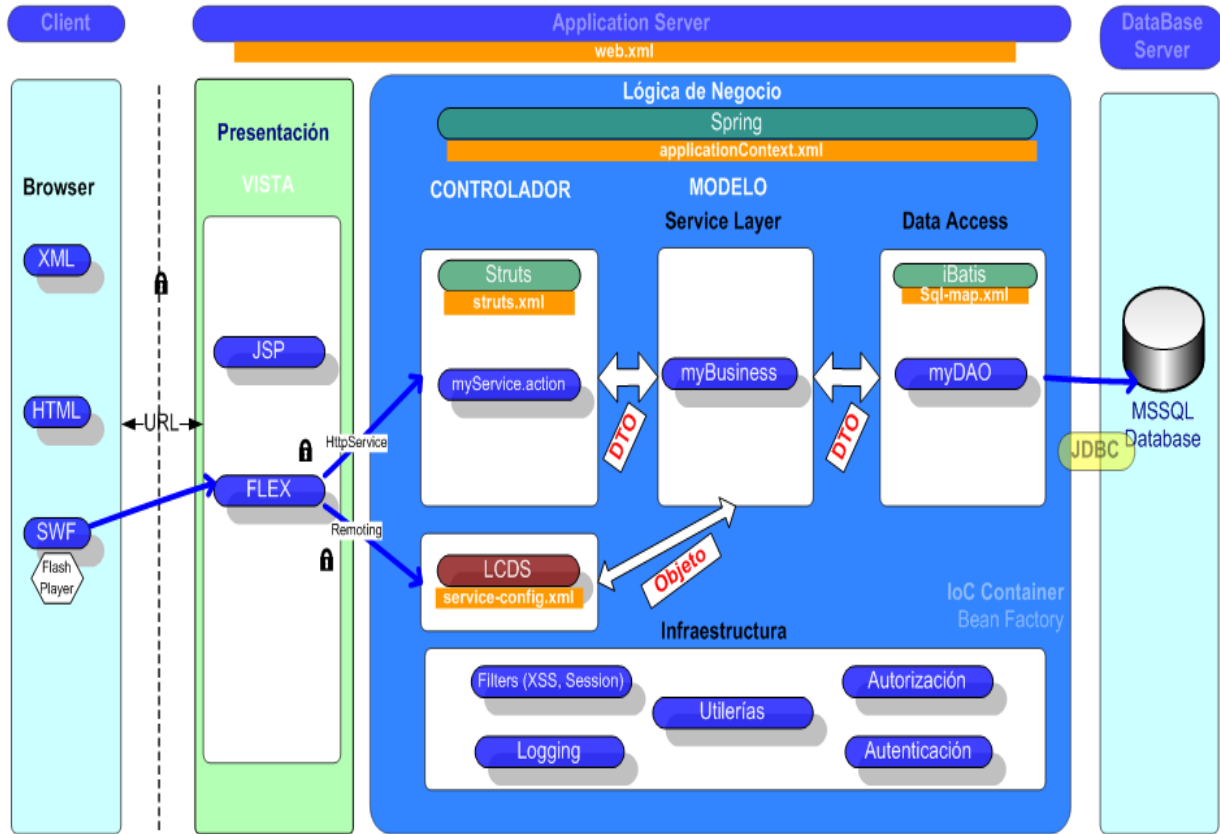 Client
Application Server
web.xml
DataBase
Server
Browser
XML
HTML
SWF
Flash
Player
URL
Presentación
VISTA
JSP
FLEX
HttpService
Remoting
Lógica de Negocio
Spring
applicationContext.xml
CONTROLADOR
MODELO
Service Layer
Data Access
Struts
struts.xml
myService.action
DTO
myBusiness
DTO
iBatis
Sql-map.xml
myDAO
LCDS
service-config.xml
Objeto
IoC Container
Bean Factory
Infraestructura
Filters (XSS, Session)
Logging
Utilerías
Autorización
Autenticación
MSSQL
Database
JDBC